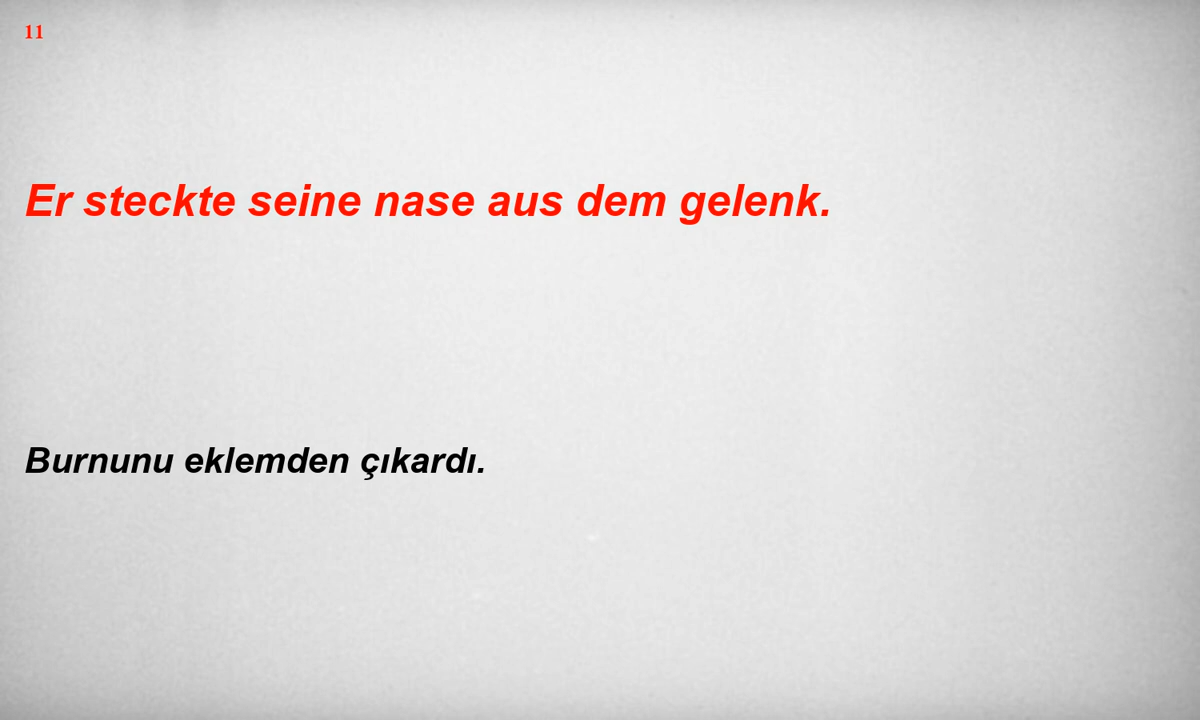 11
Er steckte seine nase aus dem gelenk.
Burnunu eklemden çıkardı.